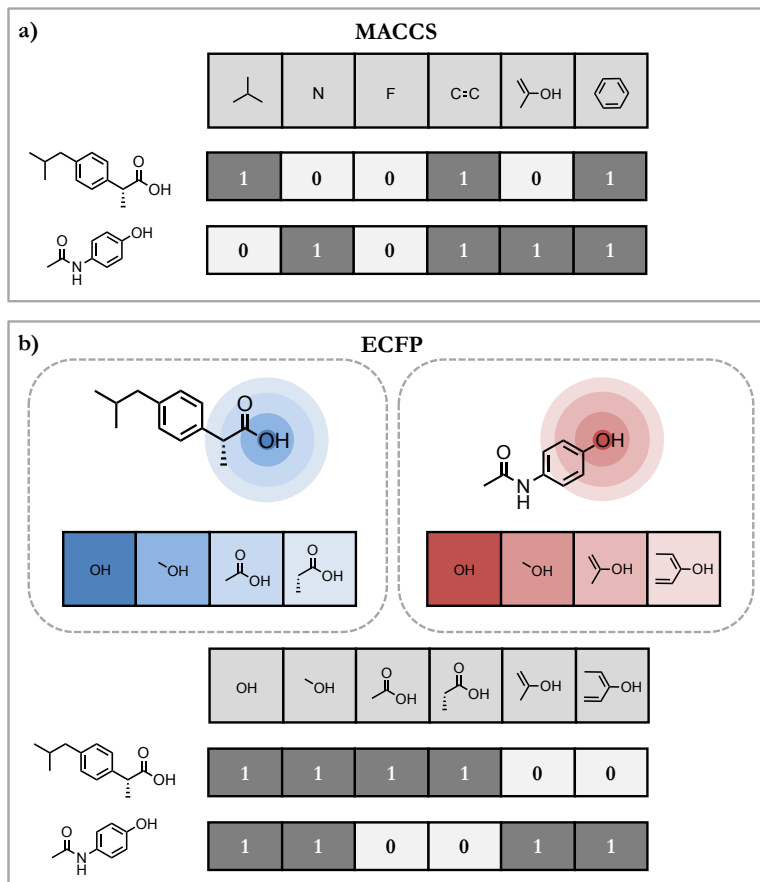 a)
MACCS
N F C=C OH
O
OH
1 0 0 1 0 1
OH
O
N
H
0 1 0 1 1 1
b)
ECFP
O
OH
OH
O
N
H
OH OH O OH O OH
OH OH OH OH
OH OH O OH O OH OH OH
O
OH
1 1 1 1 0 0
OH
O
N
H
1 1 0 0 1 1